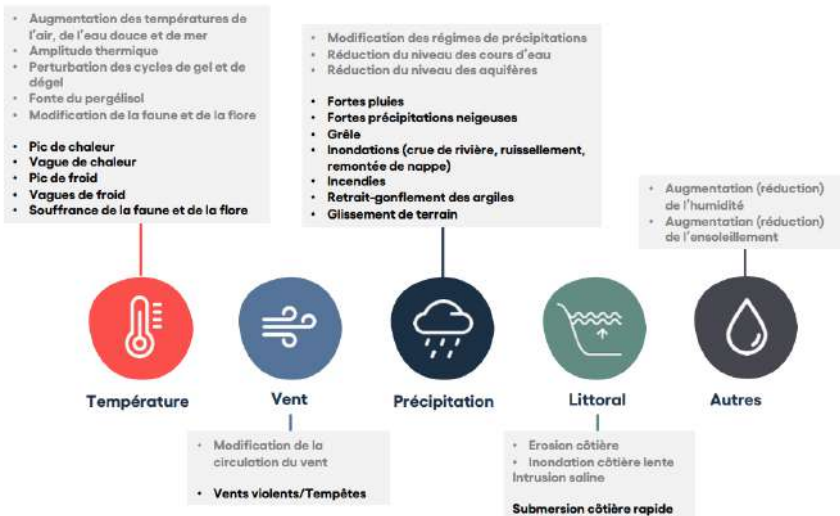 • Augmentation des températures de
l'air, de l'eau douce et de mer
• Amplitude thermique
• Perturbation des cycles de gel et de
dégel
• Fonte du pergélisol
• Modification de la faune et de la flore
• Pic de chaleur
• Vague de chaleur
• Pic de froid
• Vagues de froid
• Souffrance de la faune et de la flore
• Modification des régimes de précipitations
• Réduction du niveau des cours d'eau
• Réduction du niveau des aquifères
• Fortes pluies
• Fortes précipitations neigeuses
• Grêle
• Inondations (crue de rivière, ruissellement,
remontée de nappe)
• Incendies
• Retrait-gonflement des argiles
• Glissement de terrain
• Augmentation (réduction)
de l'humidité
• Augmentation (réduction)
de l'ensoleillement
Température
Vent
Précipitation
Littoral
Autres
• Modification de la
circulation du vent
• Vents violents/Tempêtes
• Erosion côtière
• Inondation côtière lente
Intrusion saline
Submersion côtière rapide